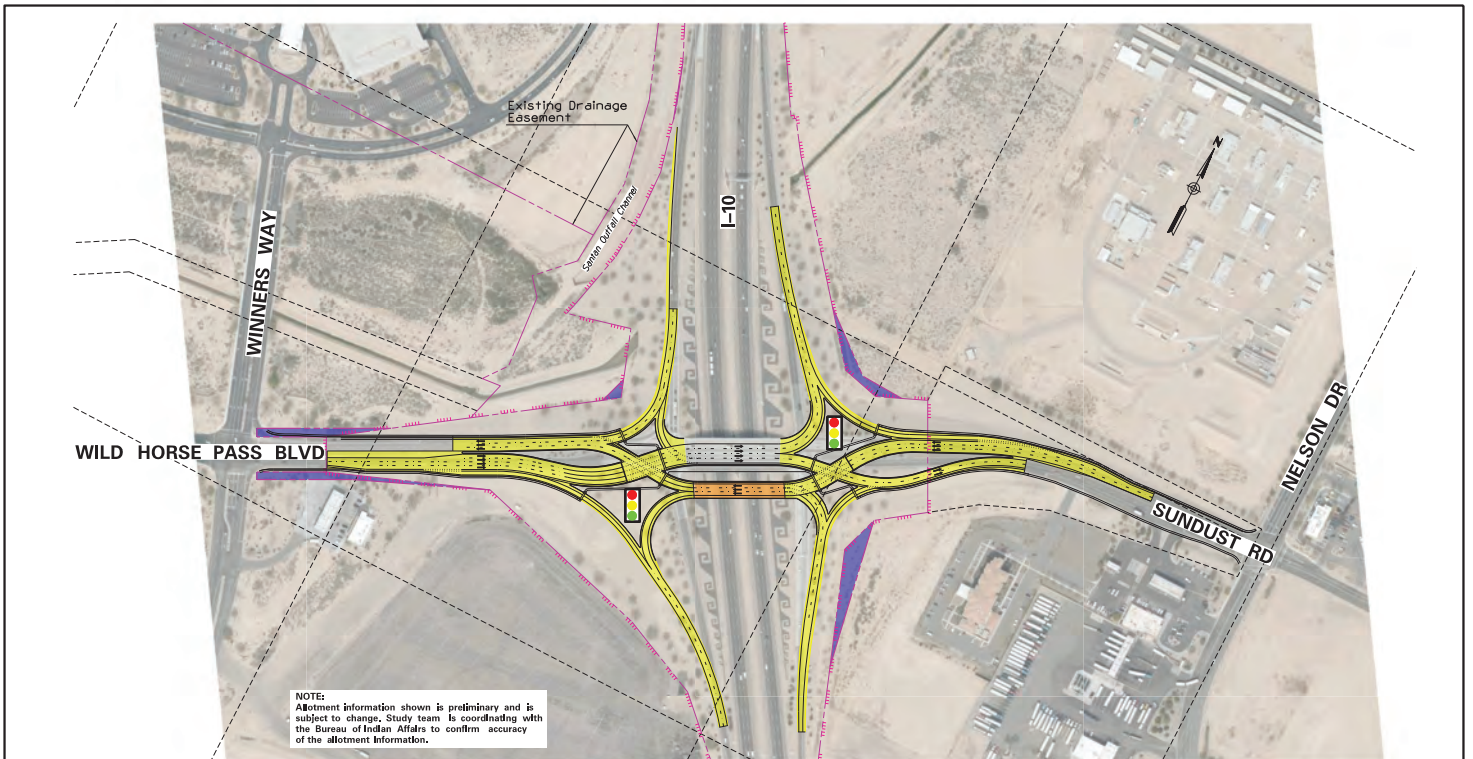 Existing Drainage
Easement
N
I-10
Santan Outfall Channel
WINNERS WAY
WILD HORSE PASS BLVD
NELSON DR
SUNDUST RD
NOTE:
Allotment information shown is preliminary and is
subject to change. Study team is coordinating with
the Bureau of Indian Affairs to confirm accuracy
of the allotment information.